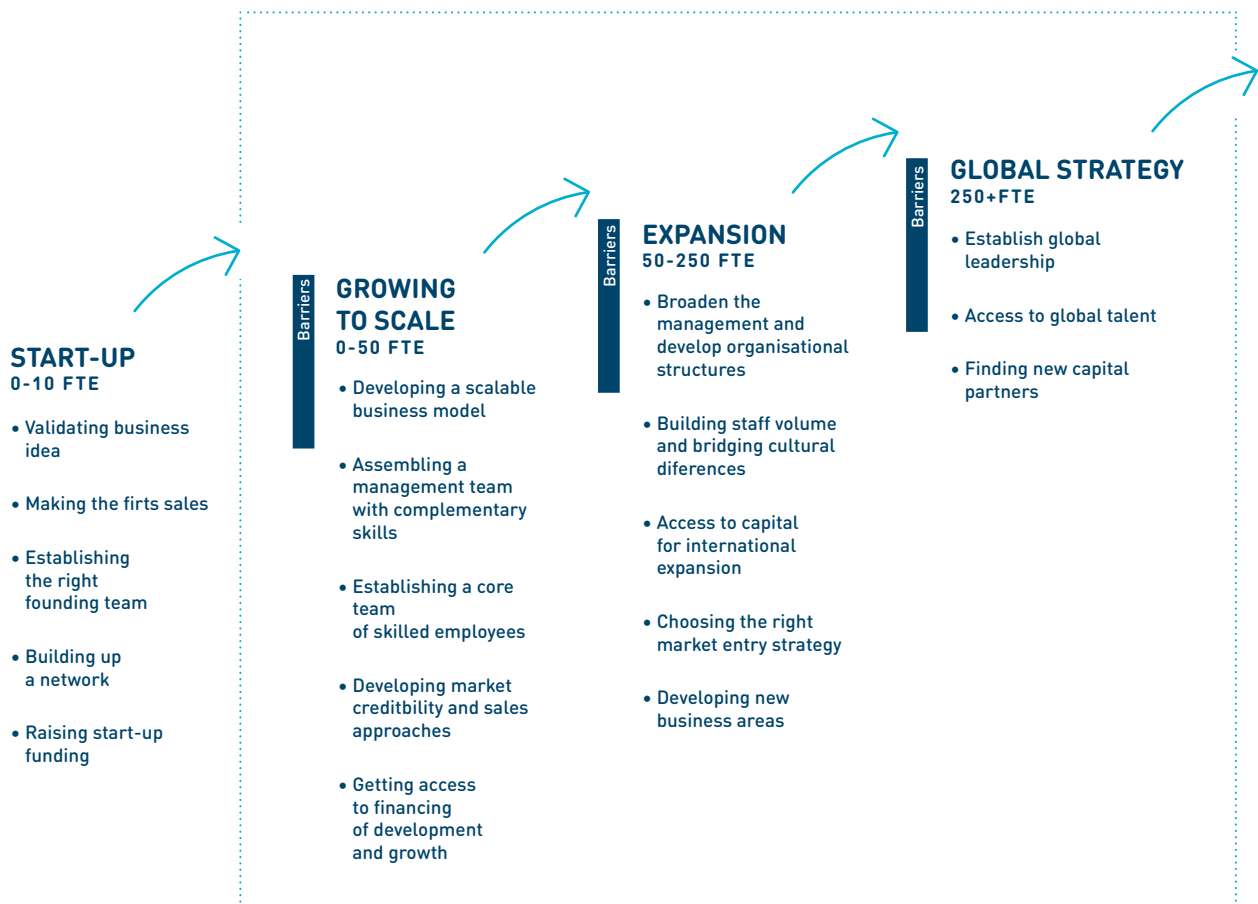 START-UP
0-10 FTE
• Validating business
idea
• Making the firts sales
• Establishing
the right
founding team
• Building up
a network
• Raising start-up
funding
Barriers
GROWING
TO SCALE
0-50 FTE
• Developing a scalable
business model
• Assembling a
management team
with complementary
skills
• Establishing a core
team
of skilled employees
• Developing market
creditbility and sales
approaches
• Getting access
to financing
of development
and growth
Barriers
EXPANSION
50-250 FTE
• Broaden the
management and
develop organisational
structures
• Building staff volume
and bridging cultural
diferences
• Access to capital
for international
expansion
• Choosing the right
market entry strategy
• Developing new
business areas
Barriers
GLOBAL STRATEGY
250+FTE
• Establish global
leadership
• Access to global talent
• Finding new capital
partners